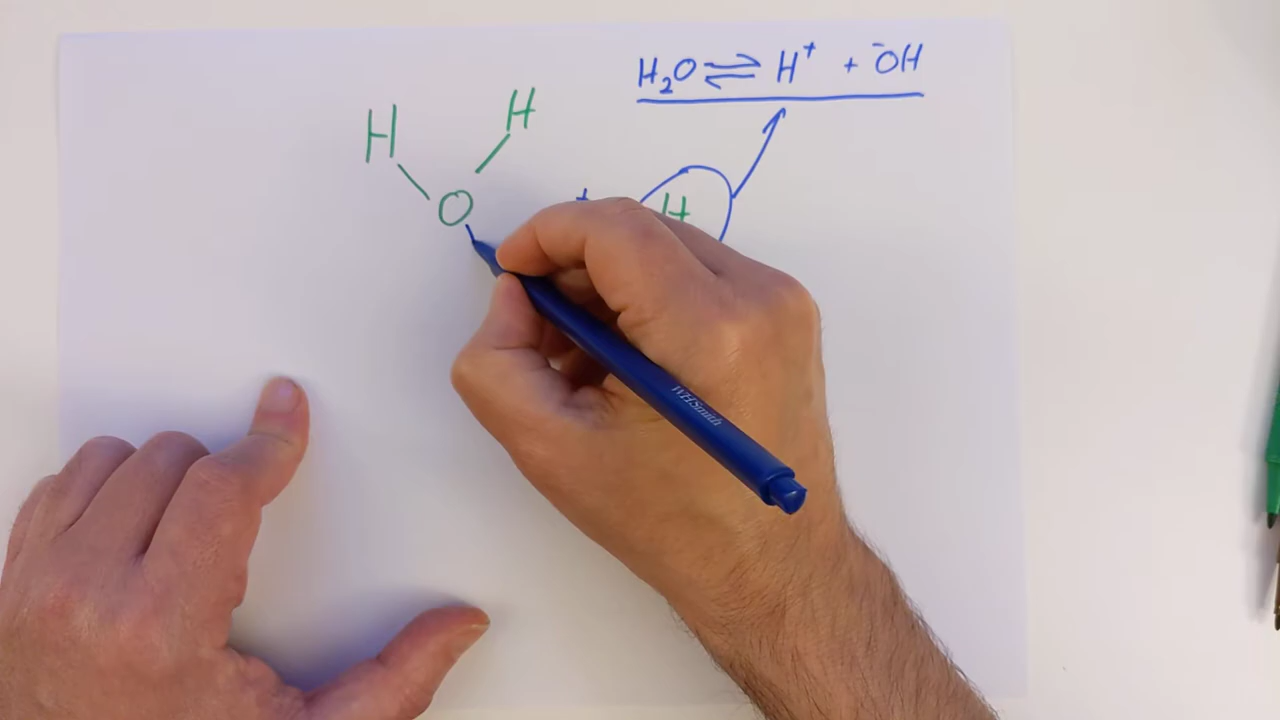 H₂O ⇌ H⁺ + ⁻OH
H H
O
+ H
WHSmith